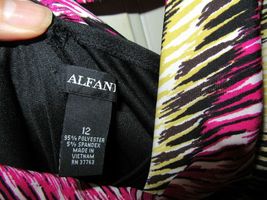 ALFANI
12
95% POLYESTER
5% SPANDEX
MADE IN
VIETNAM
RN 37763